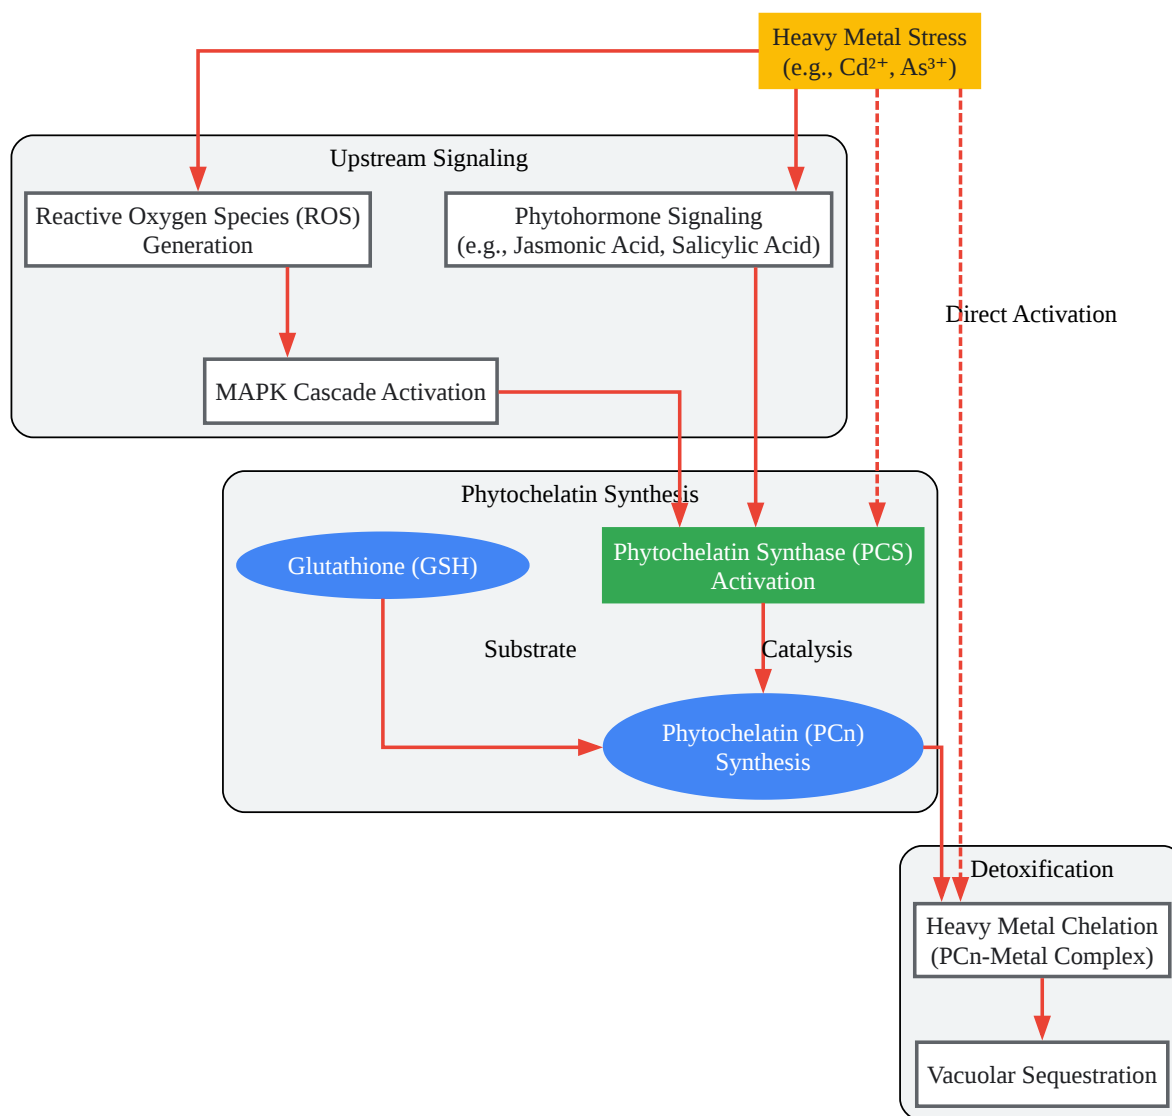 Heavy Metal Stress
(e.g., Cd²⁺, As³⁺)
Upstream Signaling
Reactive Oxygen Species (ROS)
Generation
Phytohormone Signaling
(e.g., Jasmonic Acid, Salicylic Acid)
Direct Activation
MAPK Cascade Activation
Phytochelatin Synthesis
Glutathione (GSH)
Phytochelatin Synthase (PCS)
Activation
Substrate
Catalysis
Phytochelatin (PCn)
Synthesis
Detoxification
Heavy Metal Chelation
(PCn-Metal Complex)
Vacuolar Sequestration